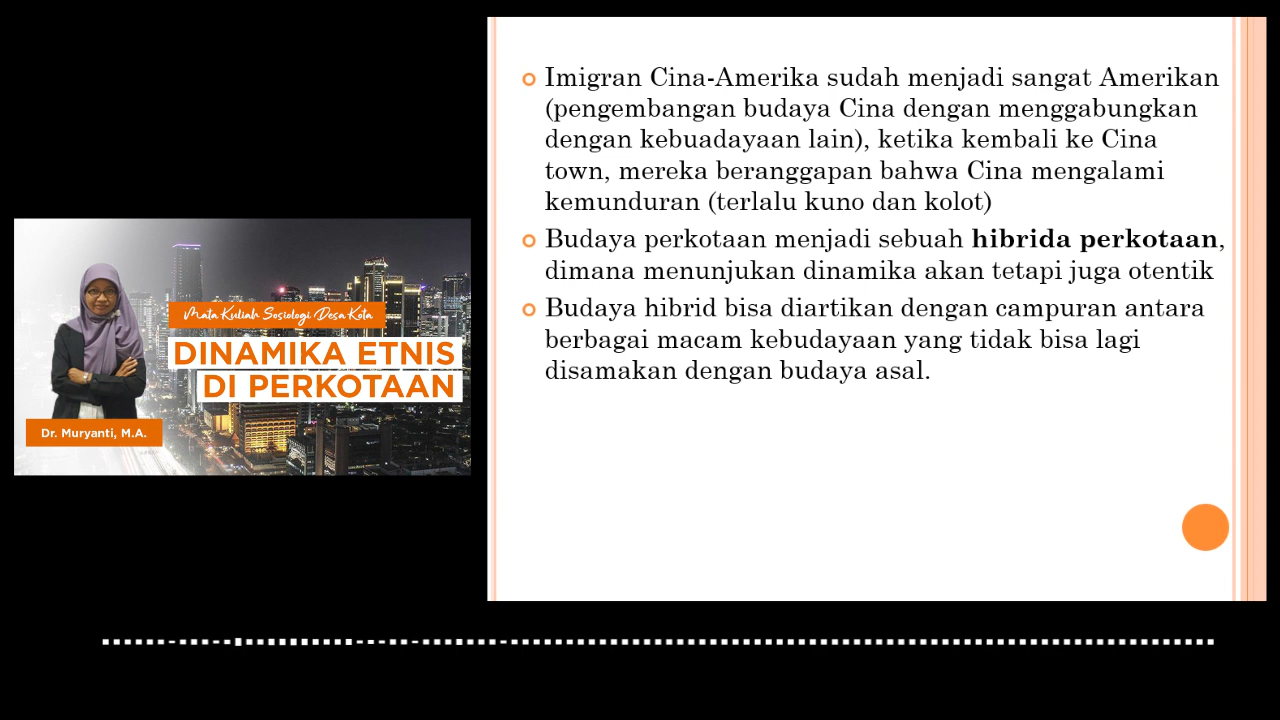 Mata Kuliah Sosiologi Desa Kota
DINAMIKA ETNIS
DI PERKOTAAN
Dr. Muryanti, M.A.
Imigran Cina-Amerika sudah menjadi sangat Amerikan
(pengembangan budaya Cina dengan menggabungkan
dengan kebuadayaan lain), ketika kembali ke Cina
town, mereka beranggapan bahwa Cina mengalami
kemunduran (terlalu kuno dan kolot)
Budaya perkotaan menjadi sebuah hibrida perkotaan,
dimana menunjukan dinamika akan tetapi juga otentik
Budaya hibrid bisa diartikan dengan campuran antara
berbagai macam kebudayaan yang tidak bisa lagi
disamakan dengan budaya asal.